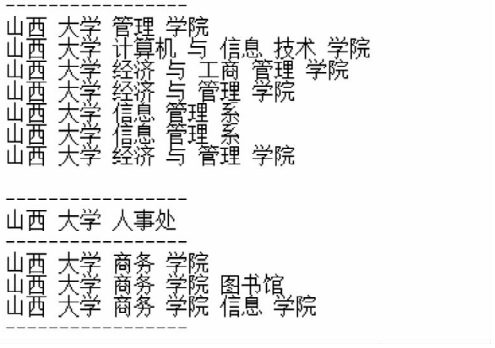 ------------------
山西 大学 管理 学院
山西 大学 计算机 与 信息 技术 学院
山西 大学 经济 与 工商 管理 学院
山西 大学 经济 与 管理 学院
山西 大学 信息 管理 系
山西 大学 信息 管理 系
山西 大学 经济 与 管理 学院
------------------
山西 大学 人事处
------------------
山西 大学 商务 学院
山西 大学 商务 学院 图书馆
山西 大学 商务 学院 信息 学院
------------------